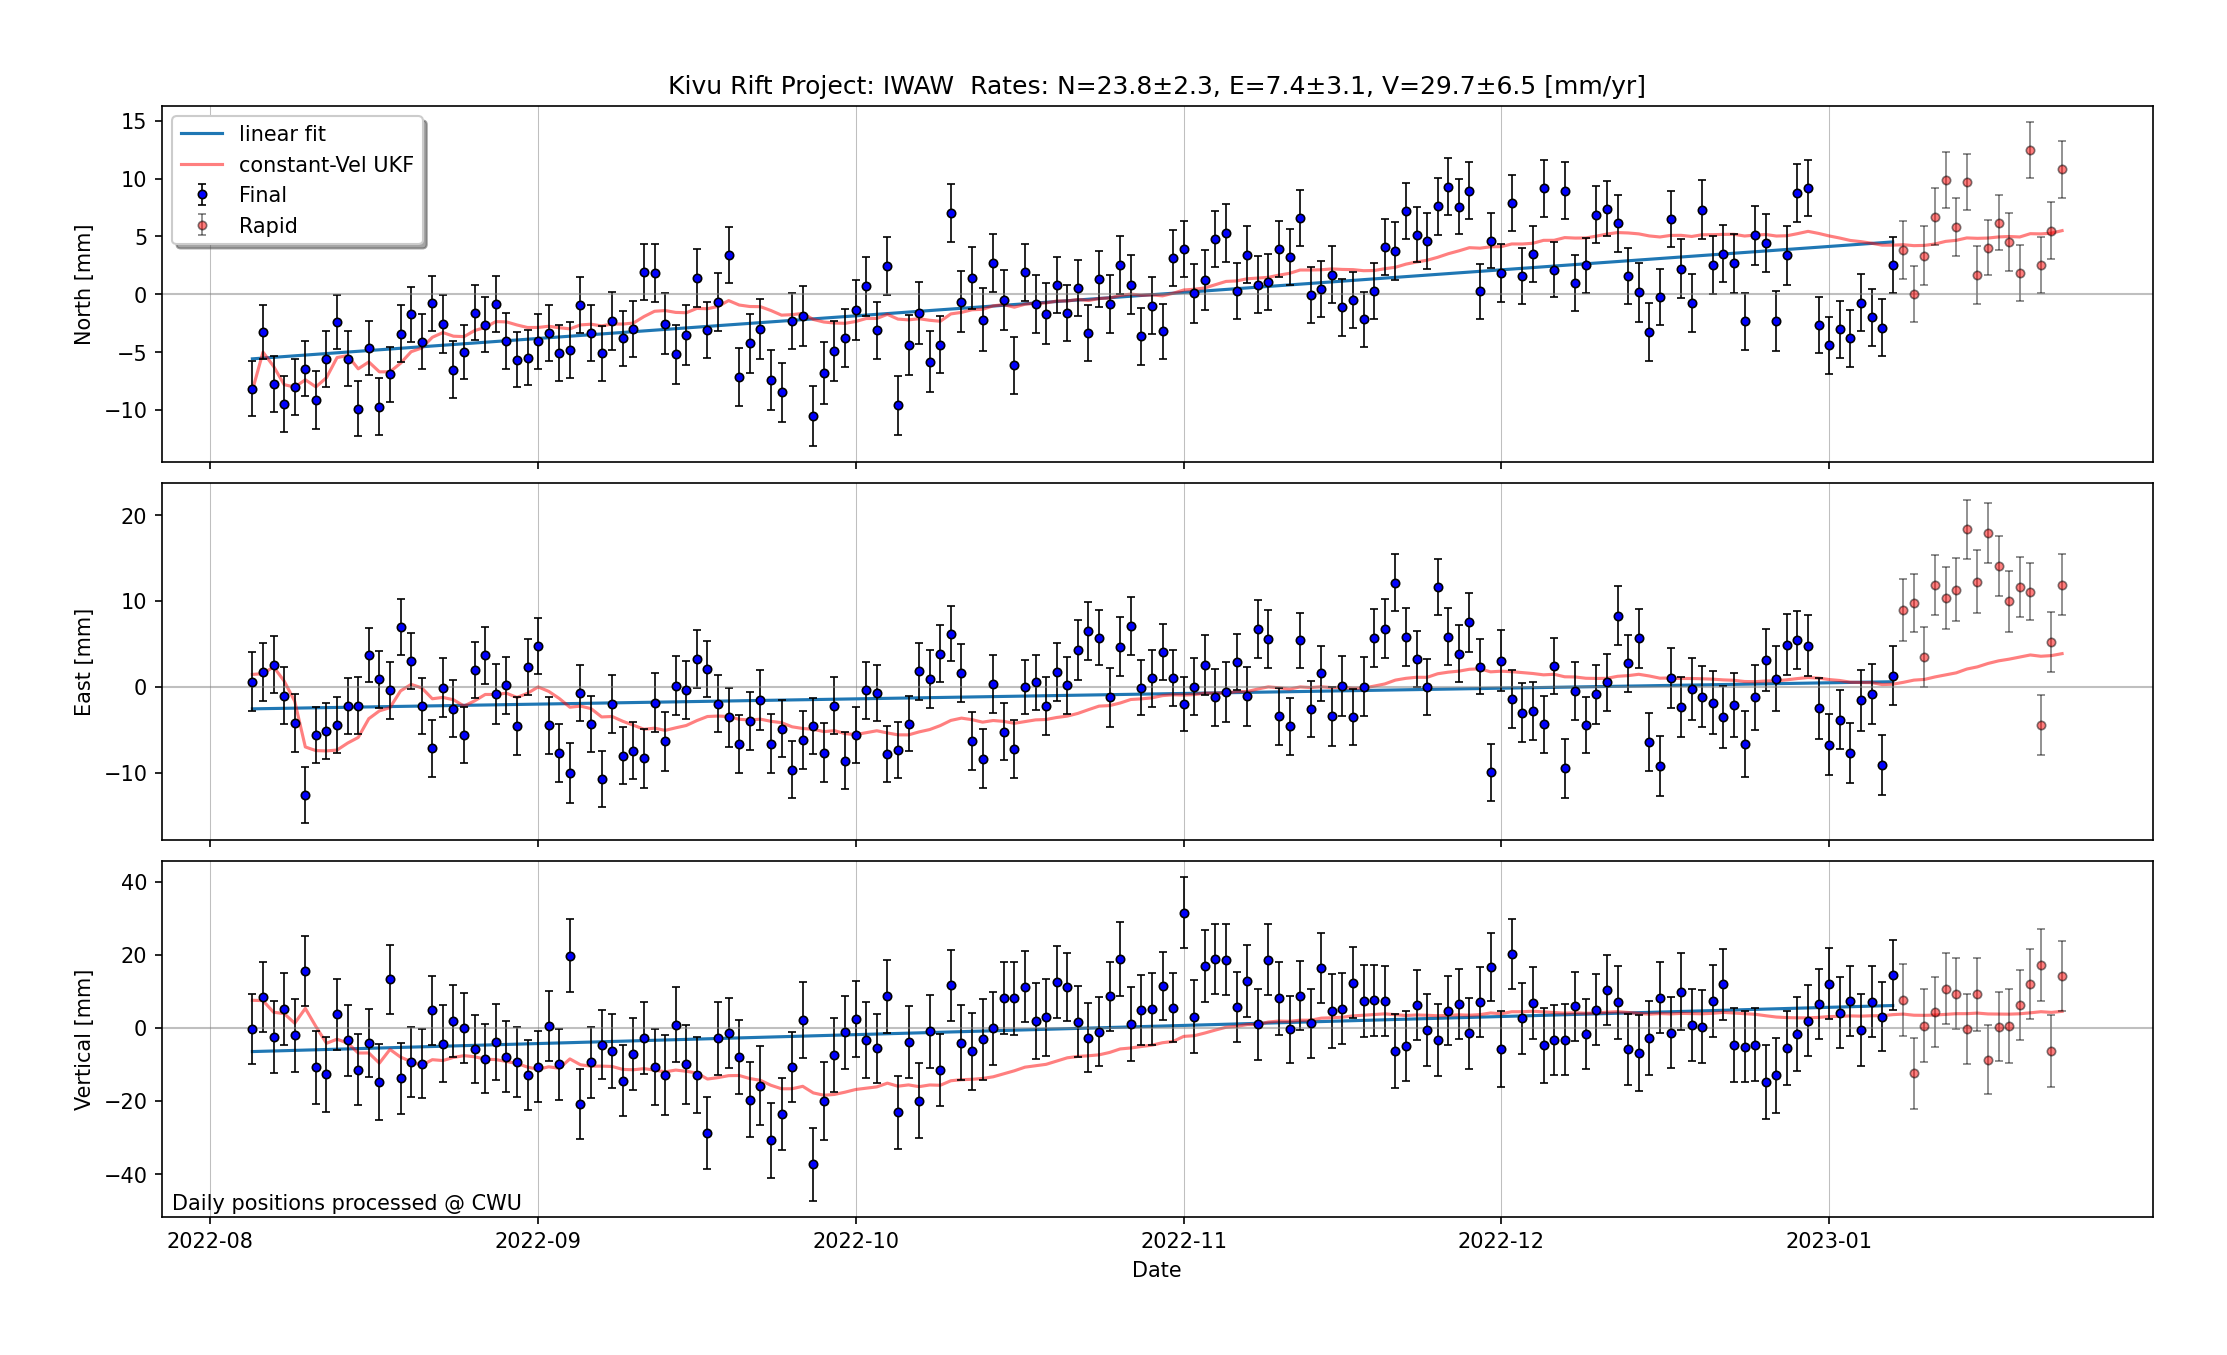 Kivu Rift Project: IWAW  Rates: N=23.8±2.3, E=7.4±3.1, V=29.7±6.5 [mm/yr]
linear fit
constant-Vel UKF
Final
Rapid
North [mm]
15
10
5
0
−5
−10
East [mm]
20
10
0
−10
Vertical [mm]
40
20
0
−20
−40
Daily positions processed @ CWU
2022-08 2022-09 2022-10 2022-11 2022-12 2023-01
Date